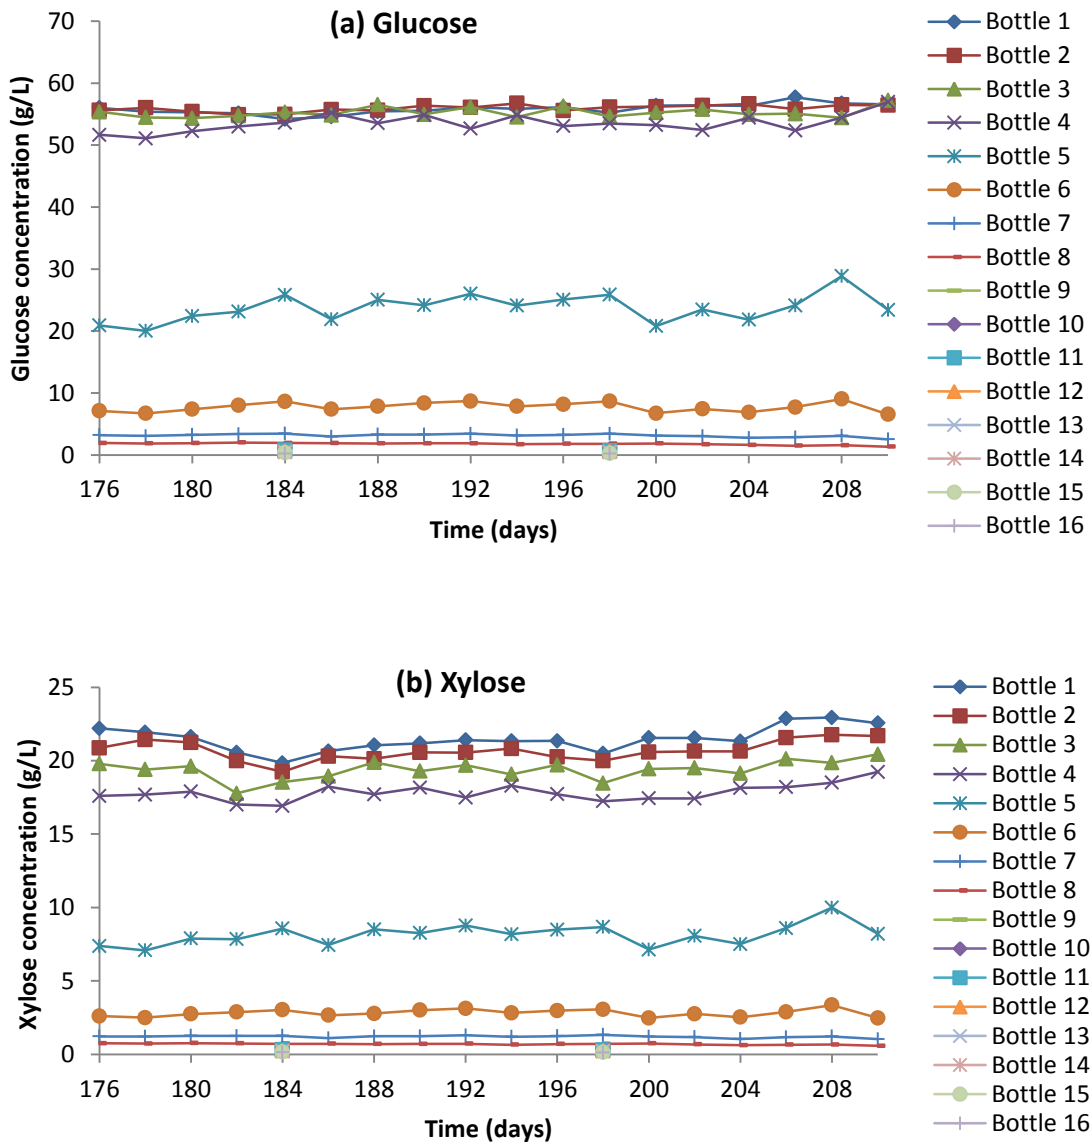 (a) Glucose
Glucose concentration (g/L)
70
60
50
40
30
20
10
0
176 180 184 188 192 196 200 204 208
Time (days)
Bottle 1
Bottle 2
Bottle 3
Bottle 4
Bottle 5
Bottle 6
Bottle 7
Bottle 8
Bottle 9
Bottle 10
Bottle 11
Bottle 12
Bottle 13
Bottle 14
Bottle 15
Bottle 16
(b) Xylose
Xylose concentration (g/L)
25
20
15
10
5
0
176 180 184 188 192 196 200 204 208
Time (days)
Bottle 1
Bottle 2
Bottle 3
Bottle 4
Bottle 5
Bottle 6
Bottle 7
Bottle 8
Bottle 9
Bottle 10
Bottle 11
Bottle 12
Bottle 13
Bottle 14
Bottle 15
Bottle 16